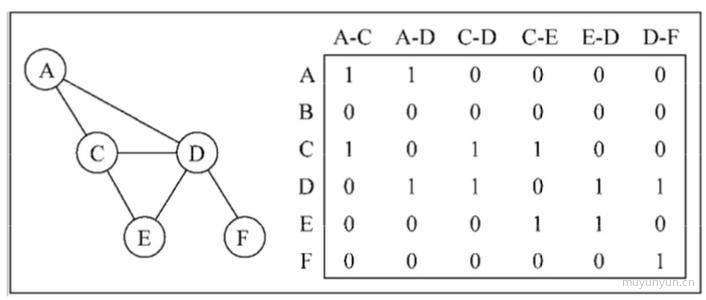 A
C
D
E
F
A-C A-D C-D C-E E-D D-F
A 1 1 0 0 0 0
B 0 0 0 0 0 0
C 1 0 1 1 0 0
D 0 1 1 0 1 1
E 0 0 0 1 1 0
F 0 0 0 0 0 1
muyunyun.cn